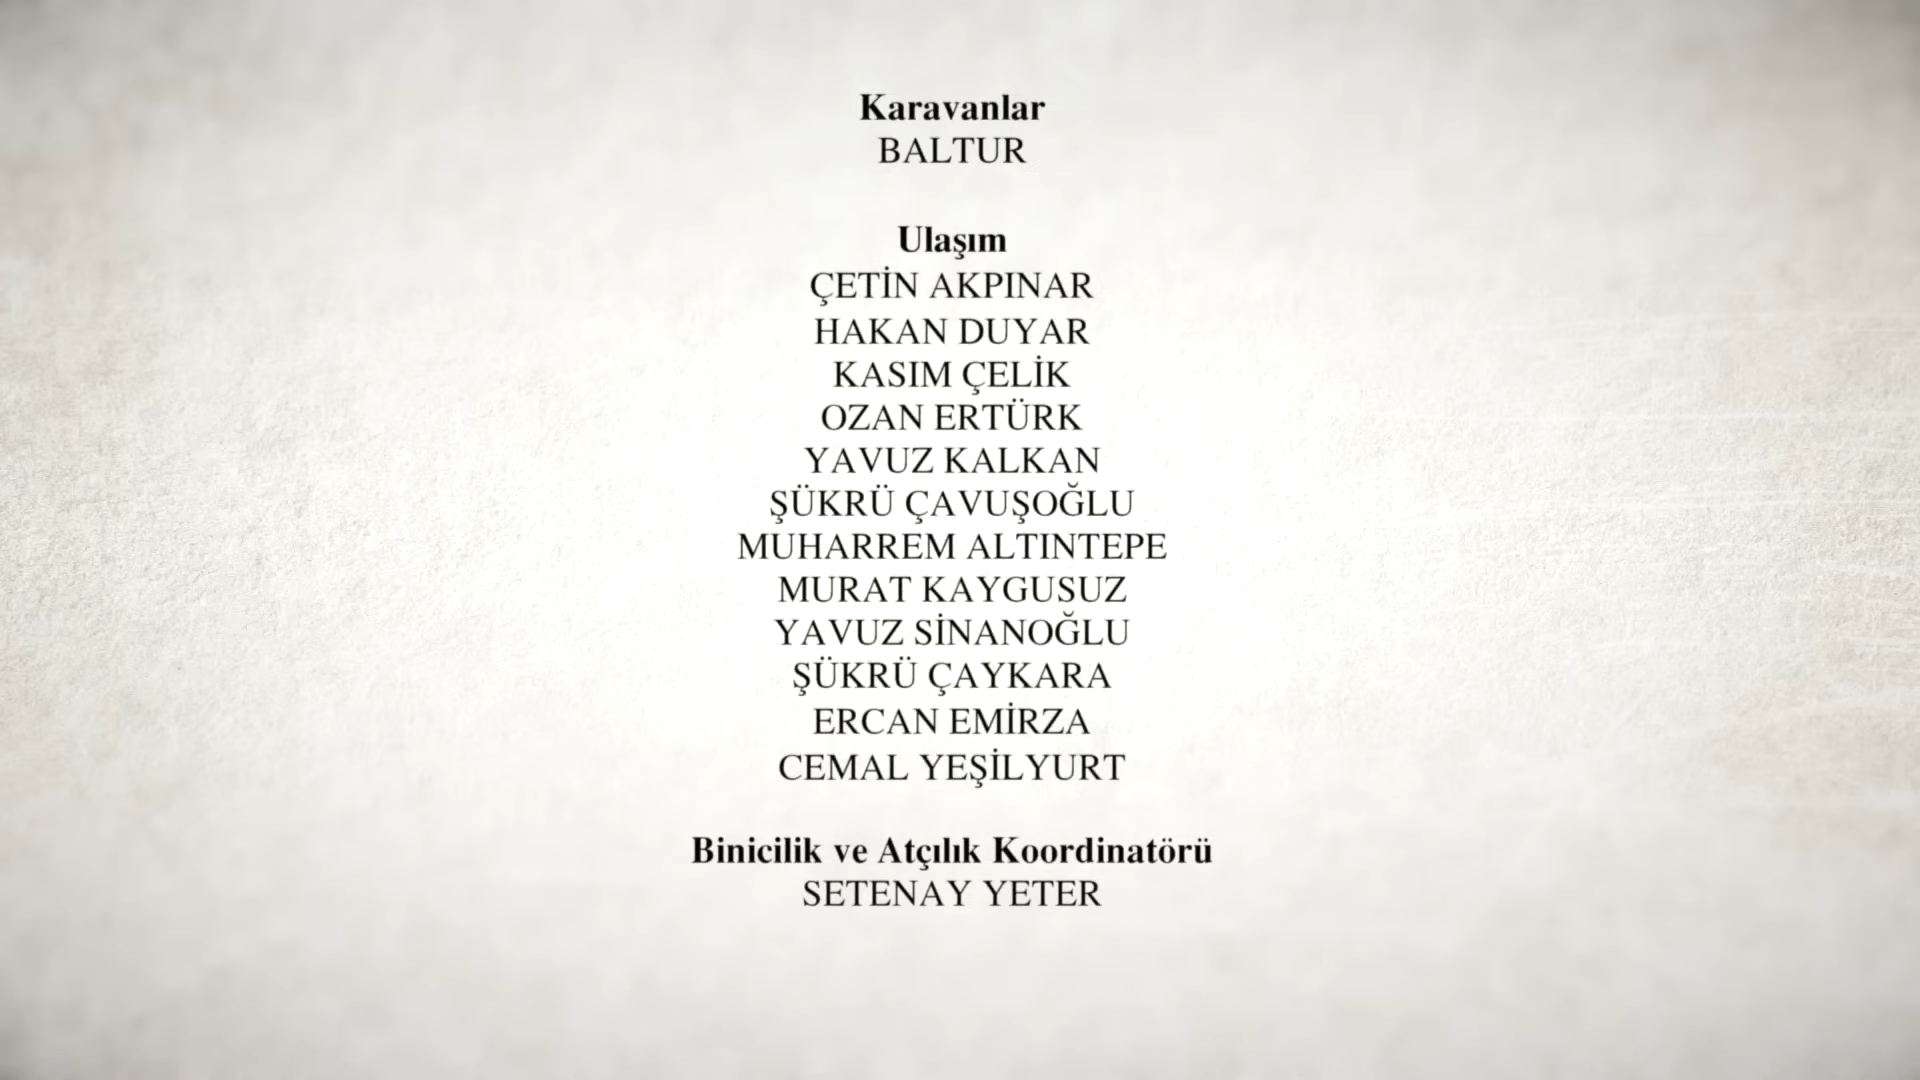 Karavanlar
BALTUR
Ulaşım
ÇETİN AKPINAR
HAKAN DUYAR
KASIM ÇELİK
OZAN ERTÜRK
YAVUZ KALKAN
ŞÜKRÜ ÇAVUŞOĞLU
MUHARREM ALTINTEPE
MURAT KAYGUSUZ
YAVUZ SİNANOĞLU
ŞÜKRÜ ÇAYKARA
ERCAN EMİRZA
CEMAL YEŞİLYURT
Binicilik ve Atçılık Koordinatörü
SETENAY YETER